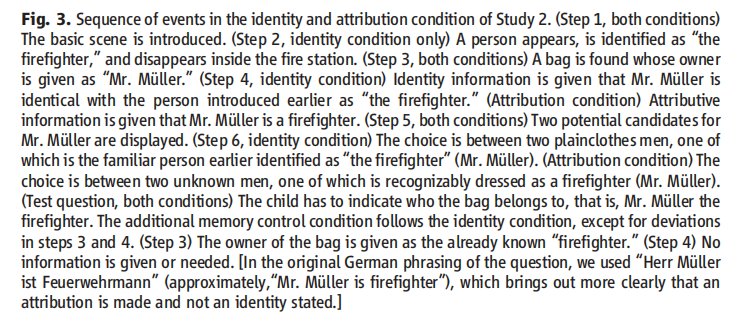 Fig. 3. Sequence of events in the identity and attribution condition of Study 2. (Step 1, both conditions)
The basic scene is introduced. (Step 2, identity condition only) A person appears, is identified as “the
firefighter,” and disappears inside the fire station. (Step 3, both conditions) A bag is found whose owner
is given as “Mr. Müller.” (Step 4, identity condition) Identity information is given that Mr. Müller is
identical with the person introduced earlier as “the firefighter.” (Attribution condition) Attributive
information is given that Mr. Müller is a firefighter. (Step 5, both conditions) Two potential candidates for
Mr. Müller are displayed. (Step 6, identity condition) The choice is between two plainclothes men, one of
which is the familiar person earlier identified as “the firefighter” (Mr. Müller). (Attribution condition) The
choice is between two unknown men, one of which is recognizably dressed as a firefighter (Mr. Müller).
(Test question, both conditions) The child has to indicate who the bag belongs to, that is, Mr. Müller the
firefighter. The additional memory control condition follows the identity condition, except for deviations
in steps 3 and 4. (Step 3) The owner of the bag is given as the already known “firefighter.” (Step 4) No
information is given or needed. [In the original German phrasing of the question, we used “Herr Müller
ist Feuerwehrmann” (approximately,“Mr. Müller is firefighter”), which brings out more clearly that an
attribution is made and not an identity stated.]